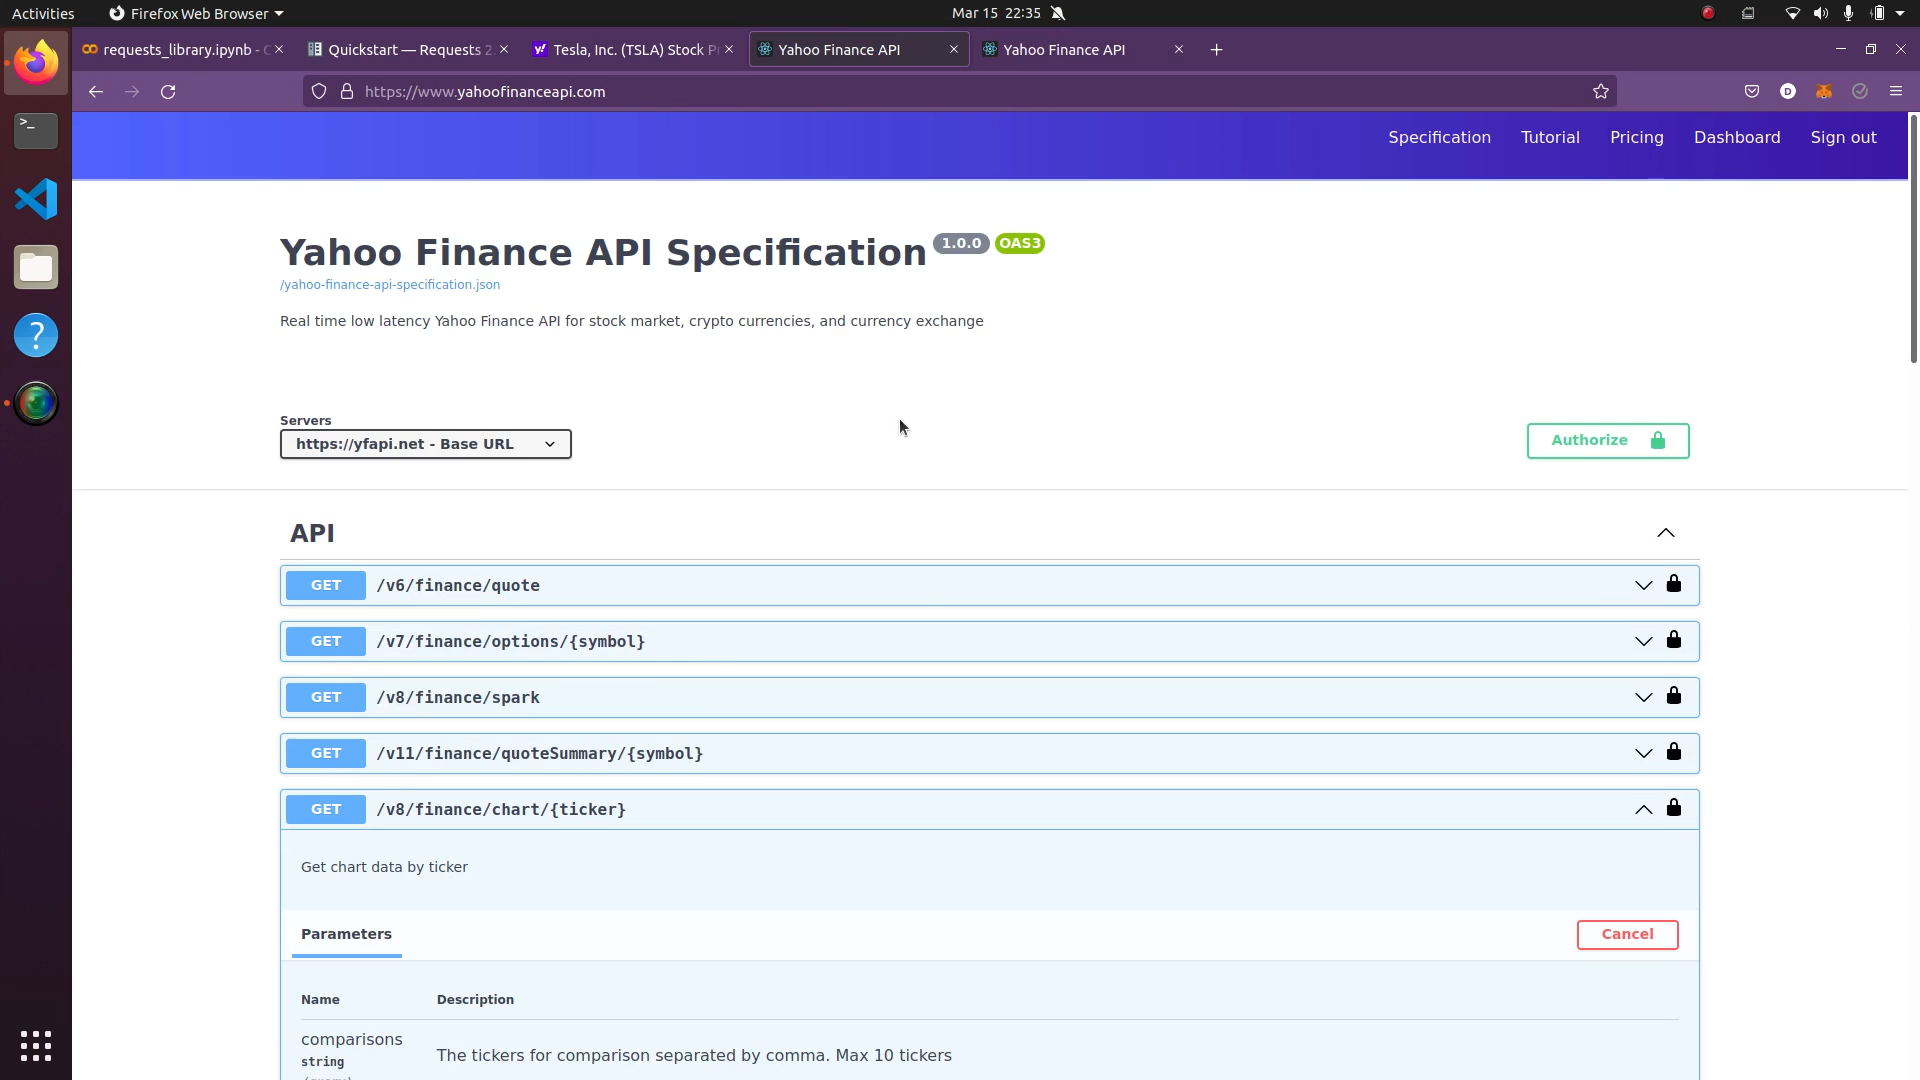 Activities
Firefox Web Browser
Mar 15 22:35
requests_library.ipynb - C
Quickstart — Requests 2.
Tesla, Inc. (TSLA) Stock Pr
Yahoo Finance API
Yahoo Finance API
https://www.yahoofinanceapi.com
D
Specification
Tutorial
Pricing
Dashboard
Sign out
Yahoo Finance API Specification 1.0.0 OAS3
/yahoo-finance-api-specification.json
Real time low latency Yahoo Finance API for stock market, crypto currencies, and currency exchange
Servers
https://yfapi.net - Base URL
Authorize
API
GET /v6/finance/quote
GET /v7/finance/options/{symbol}
GET /v8/finance/spark
GET /v11/finance/quoteSummary/{symbol}
GET /v8/finance/chart/{ticker}
Get chart data by ticker
Parameters
Cancel
Name Description
comparisons
string
The tickers for comparison separated by comma. Max 10 tickers